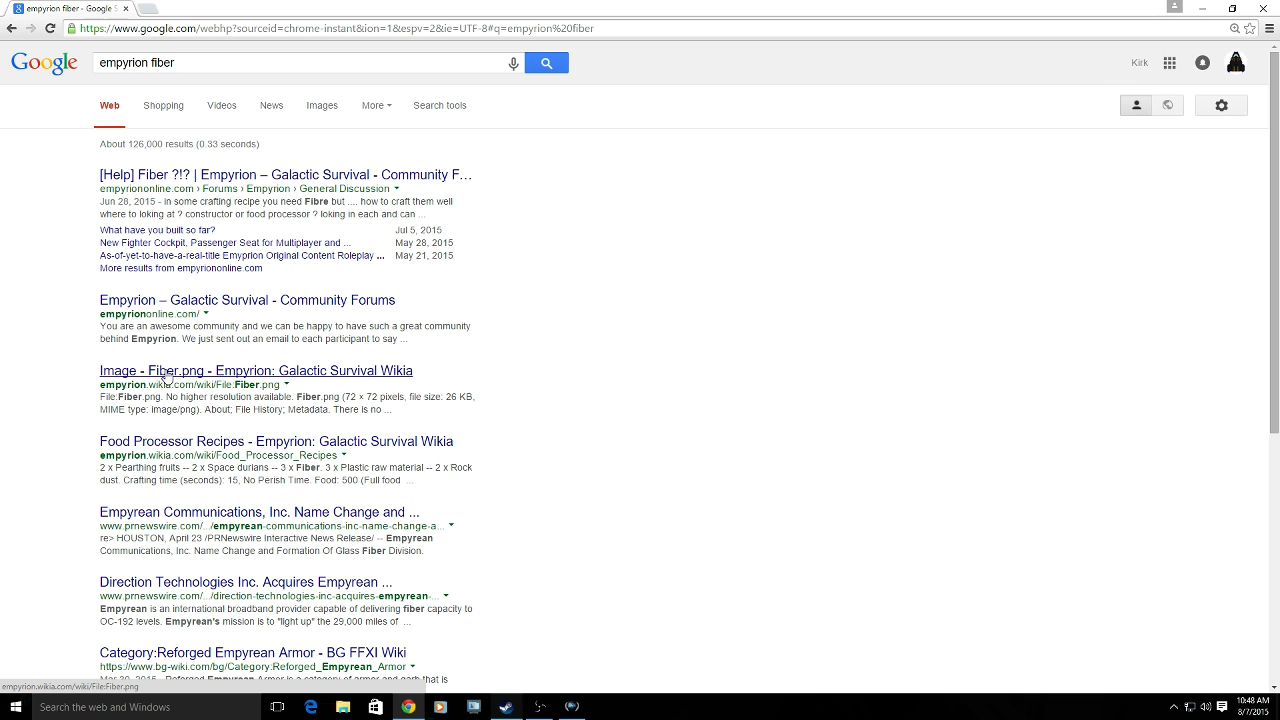 empyrion fiber - Google S
https://www.google.com/webhp?sourceid=chrome-instant&ion=1&espv=2&ie=UTF-8#q=empyrion%20fiber
Google
empyrion fiber
Kirk
Web
Shopping
Videos
News
Images
More
Search tools
About 126,000 results (0.33 seconds)
[Help] Fiber ?!? | Empyrion – Galactic Survival - Community F...
empyriononline.com › Forums › Empyrion › General Discussion
Jun 28, 2015 - in some crafting recipe you need Fibre but .... how to craft them well
where to loking at ? constructor or food processor ? loking in each and can ...
What have you built so far? Jul 5, 2015
New Fighter Cockpit, Passenger Seat for Multiplayer and ... May 28, 2015
As-of-yet-to-have-a-real-title Emyprion Original Content Roleplay ... May 21, 2015
More results from empyriononline.com
Empyrion – Galactic Survival - Community Forums
empyriononline.com/
You are an awesome community and we can be happy to have such a great community
behind Empyrion. We just sent out an email to each participant to say ...
Image - Fiber.png - Empyrion: Galactic Survival Wikia
empyrion.wikia.com/wiki/File:Fiber.png
File:Fiber.png. No higher resolution available. Fiber.png (72 × 72 pixels, file size: 26 KB,
MIME type: image/png). About; File History; Metadata. There is no ...
Food Processor Recipes - Empyrion: Galactic Survival Wikia
empyrion.wikia.com/wiki/Food_Processor_Recipes
2 x Pearthing fruits -- 2 x Space durians -- 3 x Fiber. 3 x Plastic raw material -- 2 x Rock
dust. Crafting time (seconds): 15, No Perish Time. Food: 500 (Full food ...
Empyrean Communications, Inc. Name Change and ...
www.prnewswire.com/.../empyrean-communications-inc-name-change-a...
re> HOUSTON, April 23 /PRNewswire Interactive News Release/ -- Empyrean
Communications, Inc. Name Change and Formation Of Glass Fiber Division.
Direction Technologies Inc. Acquires Empyrean ...
www.prnewswire.com/.../direction-technologies-inc-acquires-empyrean-...
Empyrean is an international broadband provider capable of delivering fiber capacity to
OC-192 levels. Empyrean's mission is to "light up" the 29,000 miles of ...
Category:Reforged Empyrean Armor - BG FFXI Wiki
https://www.bg-wiki.com/bg/Category:Reforged_Empyrean_Armor
Mar 30, 2015 - Reforged Empyrean Armor is a category of armor and garb that is
empyrion.wikia.com/wiki/File:Fiber.png
Search the web and Windows
10:48 AM
8/7/2015